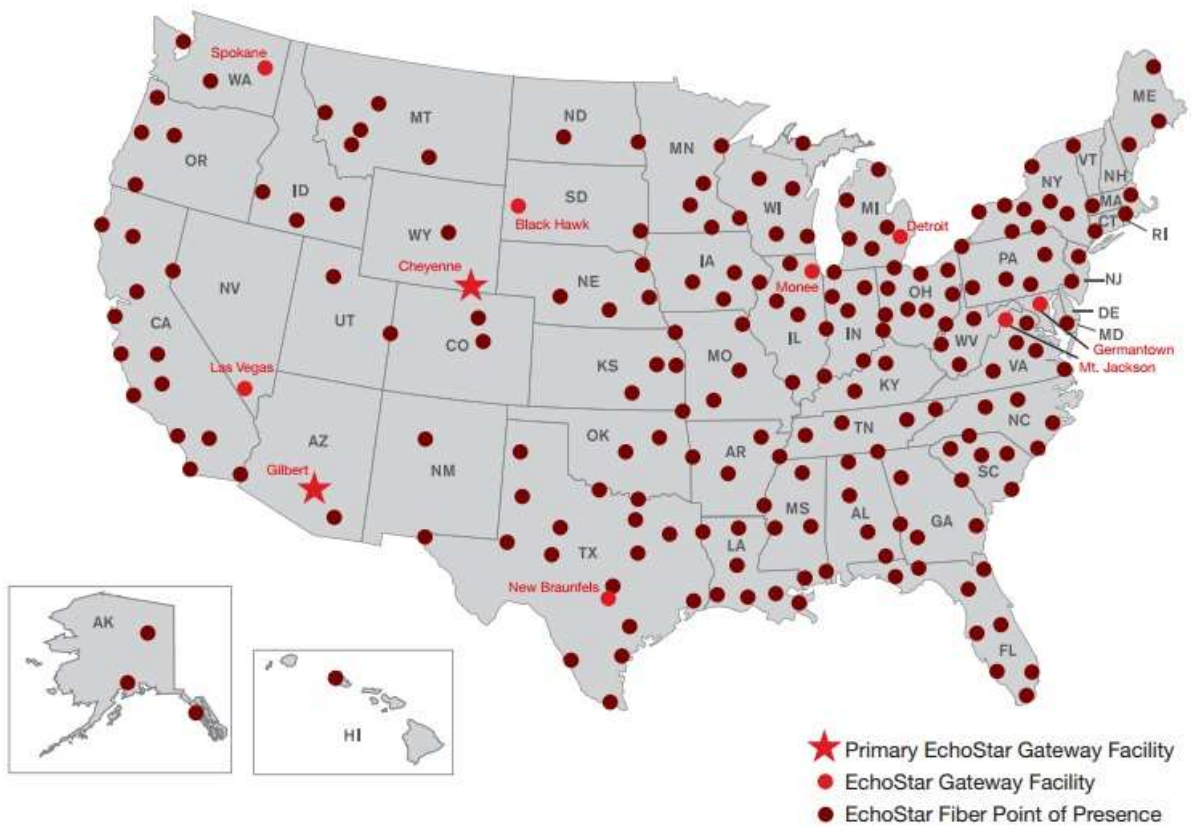 Spokane
WA
ME
MT
ND
MN
VT
OR
NH
ID
SD
WI
NY
MA
MI
CT
Black Hawk
Detroit
RI
WY
PA
IA
Cheyenne
NE
Monee
NJ
NV
OH
DE
UT
IL
IN
MD
CA
CO
WV
Germantown
MO
VA
Mt. Jackson
Las Vegas
KS
KY
NC
TN
AZ
OK
AR
NM
SC
Gilbert
MS
AL
GA
LA
TX
New Braunfels
AK
FL
HI
Primary EchoStar Gateway Facility
EchoStar Gateway Facility
EchoStar Fiber Point of Presence